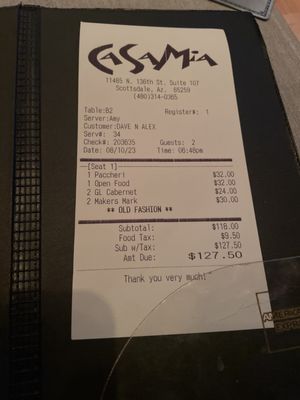 CaSaMia
11485 N. 136th St. Suite 107
Scottsdale, Az. 85259
(480)314-0365
Table:B2 Register#: 1
Server:Amy
Customer:DAVE N ALEX
Serv#: 34
Check#: 203635 Guests: 2
Date: 08/10/23 Time: 06:48pm
[Seat 1]
1 Paccheri $32.00
1 Open Food $32.00
2 GL Cabernet $24.00
2 Makers Mark $30.00
** OLD FASHION **
Subtotal: $118.00
Food Tax: $9.50
Sub w/Tax: $127.50
Amt Due: $127.50
Thank you very much!